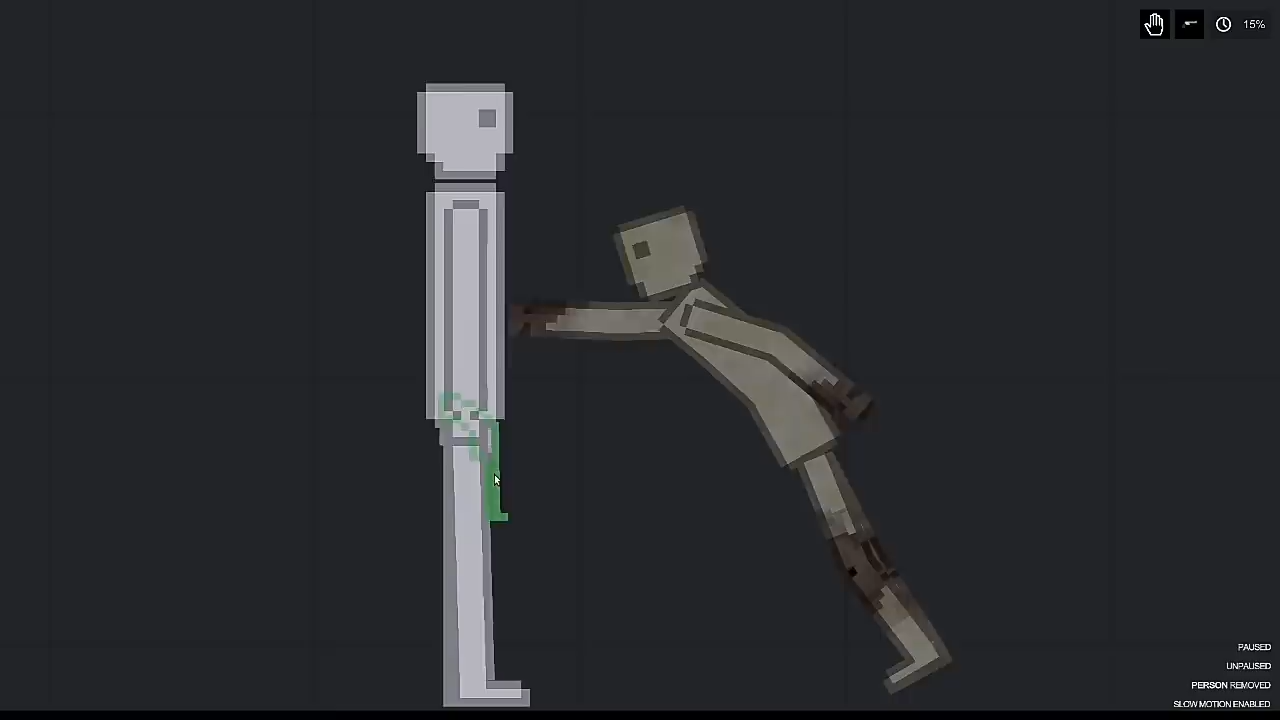 15%
PAUSED
UNPAUSED
PERSON REMOVED
SLOW MOTION ENABLED